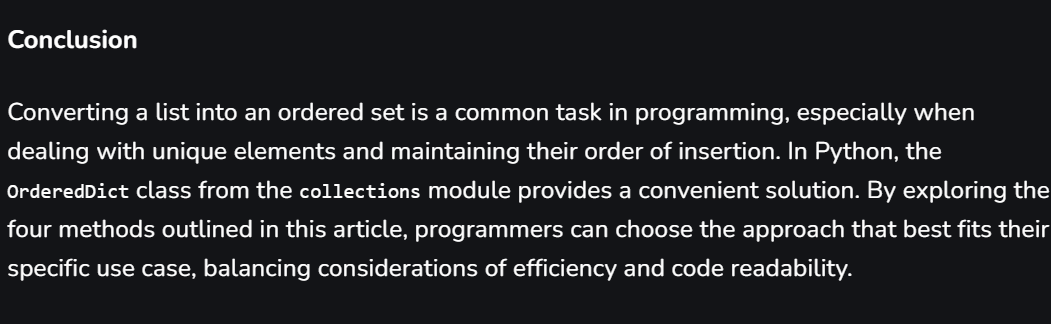 Conclusion
Converting a list into an ordered set is a common task in programming, especially when
dealing with unique elements and maintaining their order of insertion. In Python, the
OrderedDict class from the collections module provides a convenient solution. By exploring the
four methods outlined in this article, programmers can choose the approach that best fits their
specific use case, balancing considerations of efficiency and code readability.